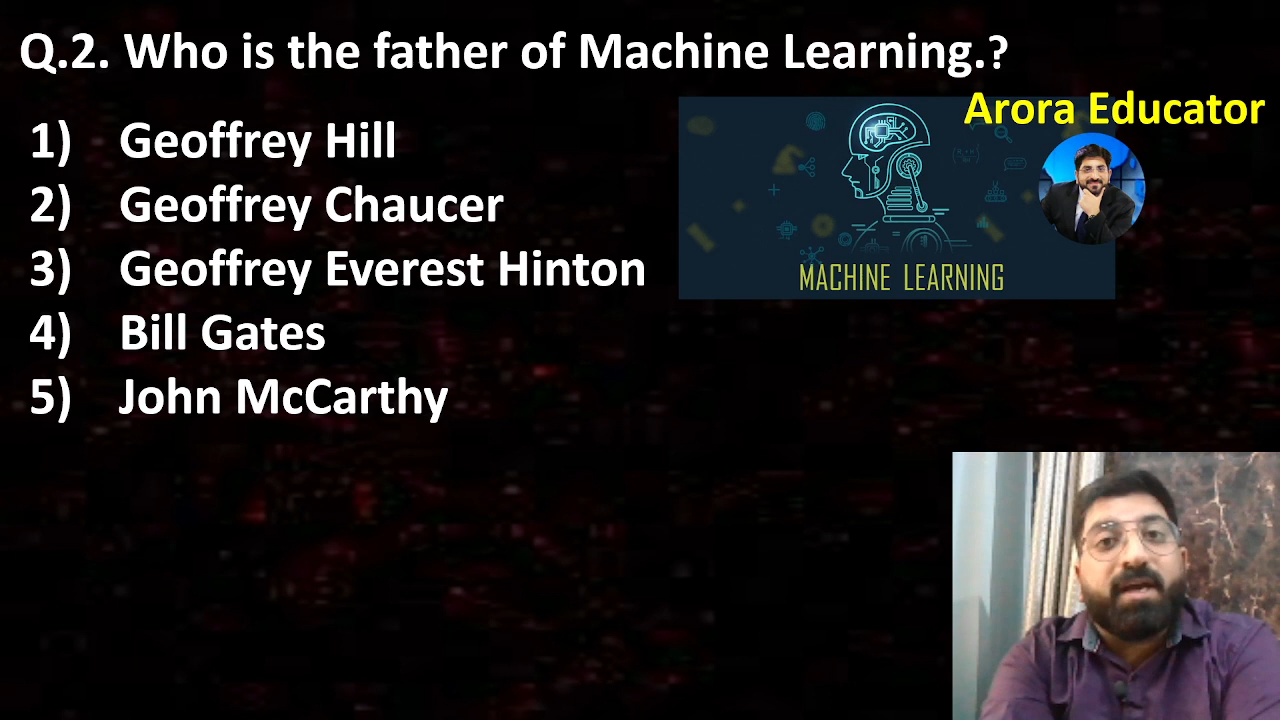 Q.2. Who is the father of Machine Learning.?
Arora Educator
1) Geoffrey Hill
2) Geoffrey Chaucer
3) Geoffrey Everest Hinton
4) Bill Gates
5) John McCarthy
MACHINE LEARNING